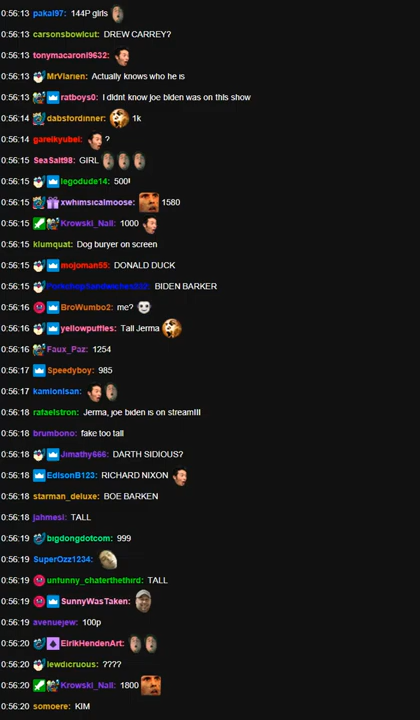 0:56:13 pakal97: 144P girls
0:56:13 carsonsbowlcut: DREW CARREY?
0:56:13 tonymacaroni9632:
0:56:13 MrVlarien: Actually knows who he is
0:56:13 ratboys0: I didnt know joe biden was on this show
0:56:14 dabsfordinner: 1k
0:56:14 gareikyubei: ?
0:56:15 SeaSalt98: GIRL
0:56:15 legodude14: 500!
0:56:15 xwhimsicalmoose: 1580
0:56:15 Krowski_Nall: 1000
0:56:15 klumquat: Dog buryer on screen
0:56:15 mojoman55: DONALD DUCK
0:56:15 BIDEN BARKER
0:56:16 BroWumbo2: me?
0:56:16 yellowpuffles: Tall Jerma
0:56:16 Faux_Paz: 1254
0:56:17 Speedyboy: 985
0:56:17 kamionlsan:
0:56:18 rafaelstron: Jerma, joe biden is on stream!!!
0:56:18 brumbono: fake too tall
0:56:18 Jimathy666: DARTH SIDIOUS?
0:56:18 EdisonB123: RICHARD NIXON
0:56:18 starman_deluxe: BOE BARKEN
0:56:18 jahmesi: TALL
0:56:19 bigdongdotcom: 999
0:56:19 SuperOzz1234:
0:56:19 unfunny_chaterthethird: TALL
0:56:19 SunnyWasTaken:
0:56:19 avenuejew: 100p
0:56:20 EirikHendenArt:
0:56:20 lewdicruous: ????
0:56:20 Krowski_Nall: 1800
0:56:20 somoere: KIM